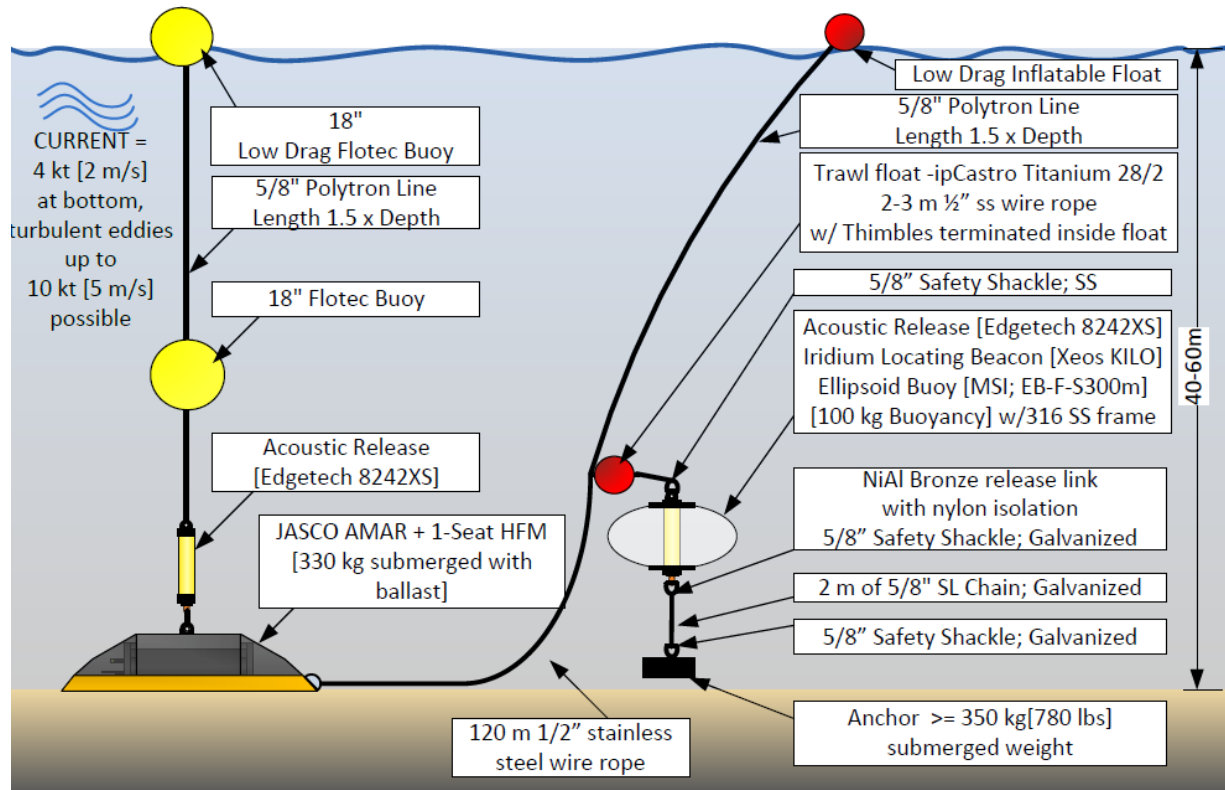 18"
Low Drag Flotec Buoy
CURRENT =
4 kt [2 m/s]
at bottom,
turbulent eddies
up to
10 kt [5 m/s]
possible
5/8" Polytron Line
Length 1.5 x Depth
18" Flotec Buoy
Acoustic Release
[Edgetech 8242XS]
JASCO AMAR + 1-Seat HFM
[330 kg submerged with
ballast]
120 m 1/2” stainless
steel wire rope
Low Drag Inflatable Float
5/8" Polytron Line
Length 1.5 x Depth
Trawl float -ipCastro Titanium 28/2
2-3 m ½” ss wire rope
w/ Thimbles terminated inside float
5/8” Safety Shackle; SS
Acoustic Release [Edgetech 8242XS]
Iridium Locating Beacon [Xeos KILO]
Ellipsoid Buoy [MSI; EB-F-S300m]
[100 kg Buoyancy] w/316 SS frame
NiAl Bronze release link
with nylon isolation
5/8” Safety Shackle; Galvanized
2 m of 5/8" SL Chain; Galvanized
5/8” Safety Shackle; Galvanized
Anchor >= 350 kg[780 lbs]
submerged weight
40-60m